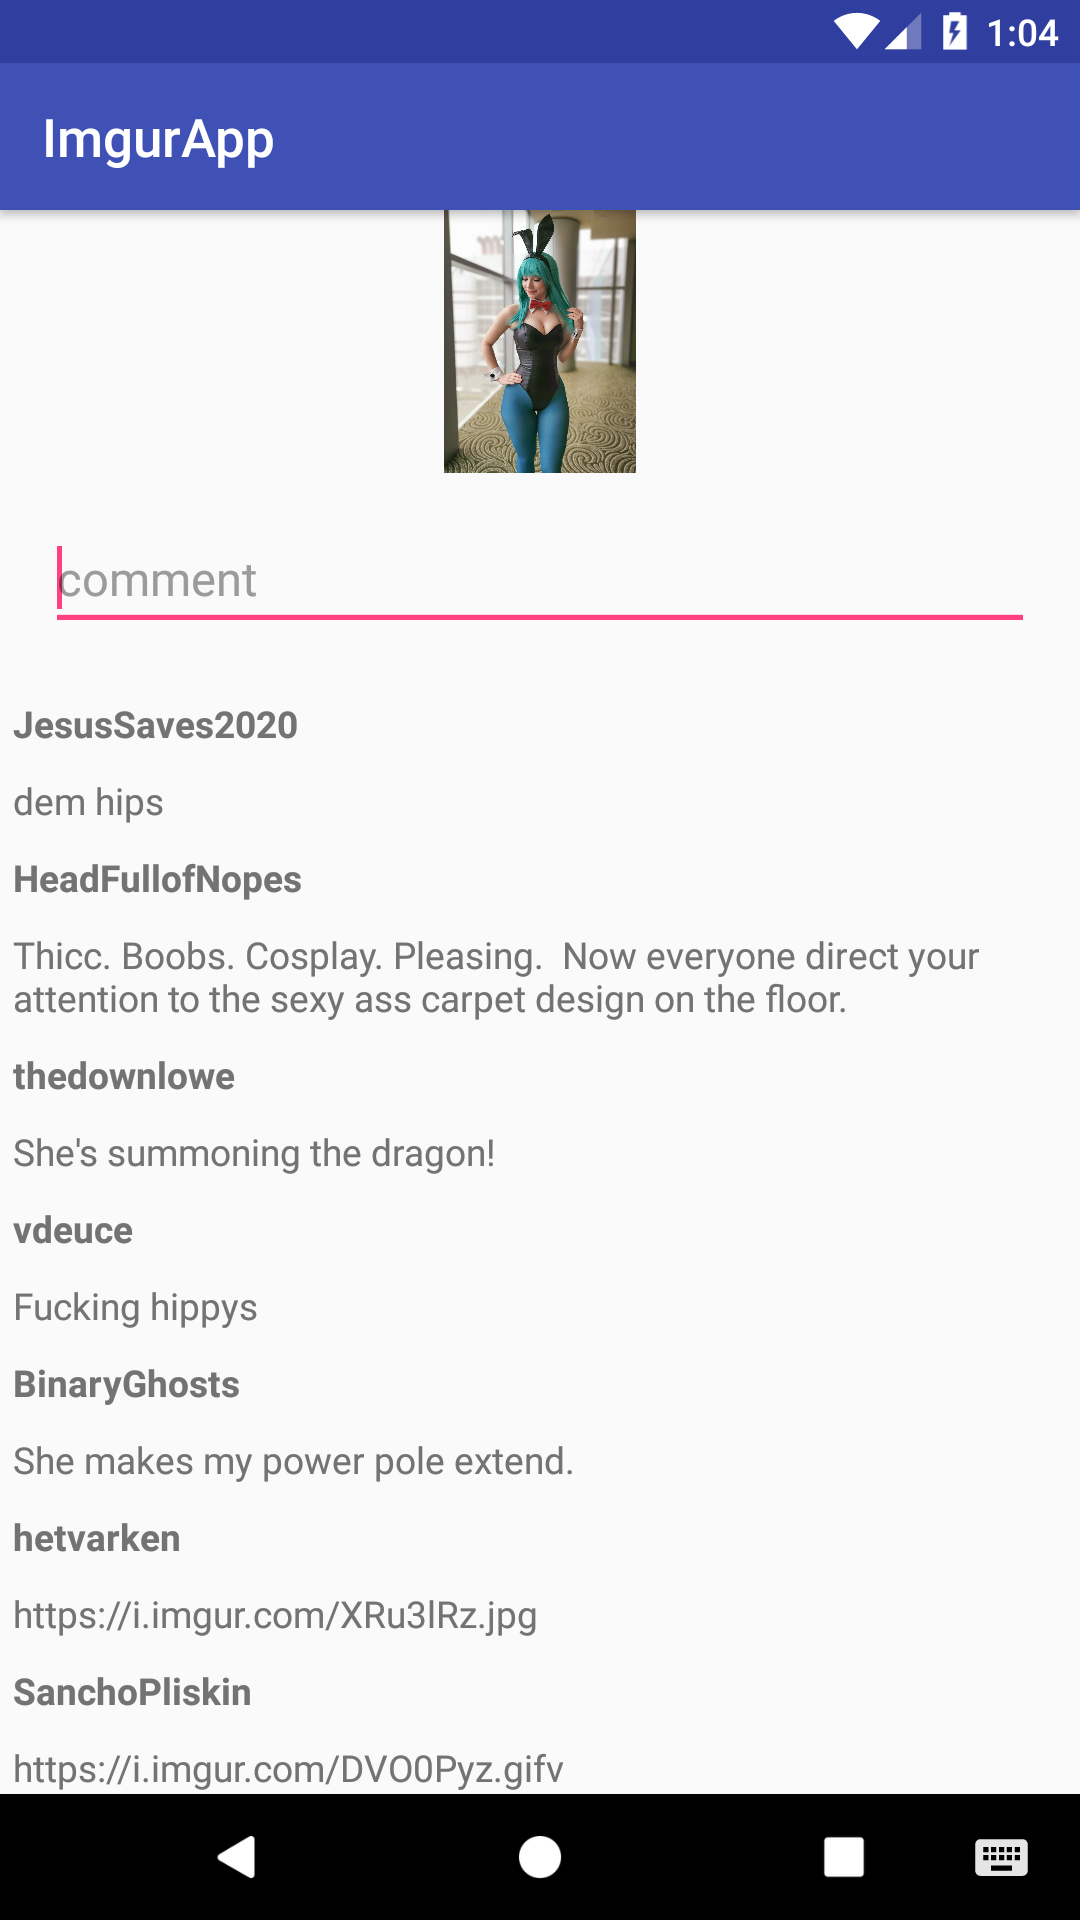 1:04
ImgurApp
comment
JesusSaves2020
dem hips
HeadFullofNopes
Thicc. Boobs. Cosplay. Pleasing.  Now everyone direct your
attention to the sexy ass carpet design on the floor.
thedownlowe
She's summoning the dragon!
vdeuce
Fucking hippys
BinaryGhosts
She makes my power pole extend.
hetvarken
https://i.imgur.com/XRu3lRz.jpg
SanchoPliskin
https://i.imgur.com/DVO0Pyz.gifv